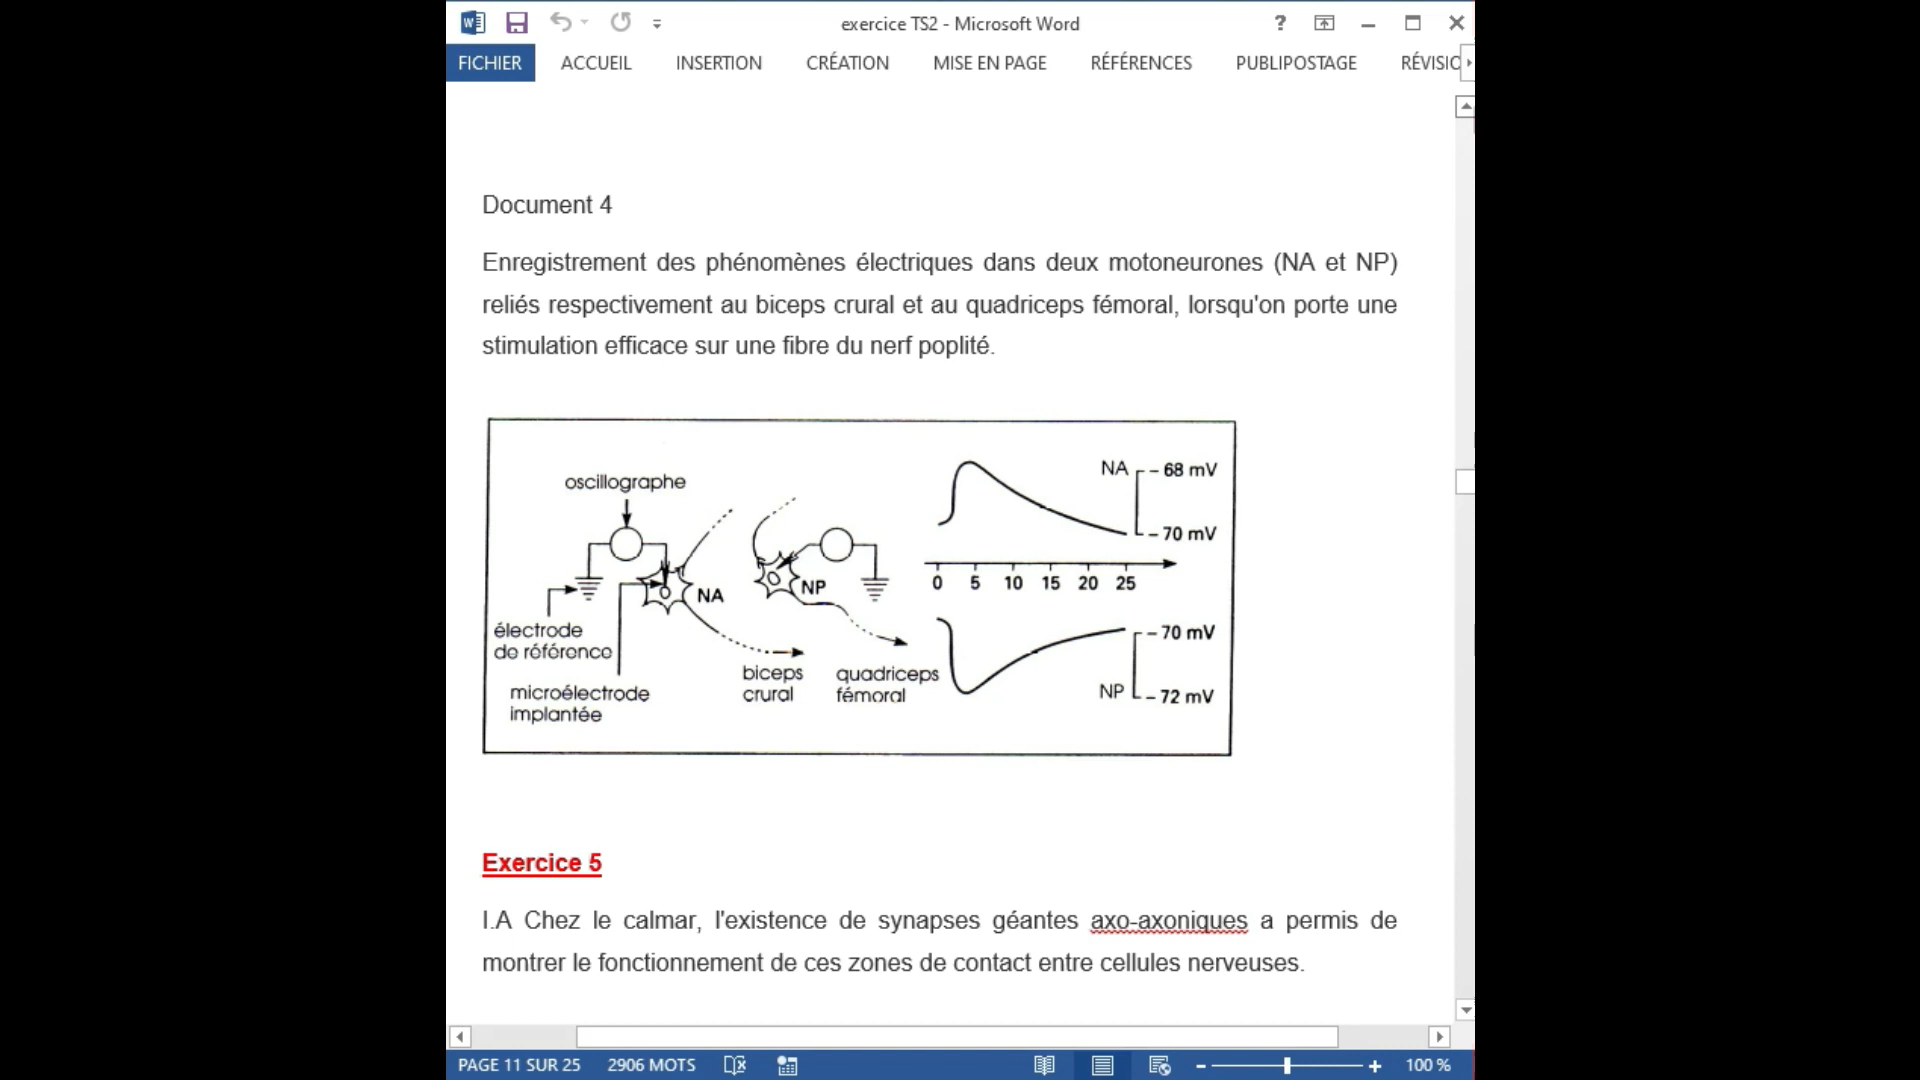 exercice TS2 - Microsoft Word
?
FICHIER ACCUEIL INSERTION CRÉATION MISE EN PAGE RÉFÉRENCES PUBLIPOSTAGE
Document 4
Enregistrement des phénomènes électriques dans deux motoneurones (NA et NP)
reliés respectivement au biceps crural et au quadriceps fémoral, lorsqu'on porte une
stimulation efficace sur une fibre du nerf poplité.
oscillographe
NA
NP
électrode
de référence
microélectrode
implantée
biceps
crural
quadriceps
fémoral
NA - 68 mV
- 70 mV
0 5 10 15 20 25
- 70 mV
NP - 72 mV
Exercice 5
I.A Chez le calmar, l'existence de synapses géantes axo-axoniques a permis de
montrer le fonctionnement de ces zones de contact entre cellules nerveuses.
PAGE 11 SUR 25 2906 MOTS 100 %